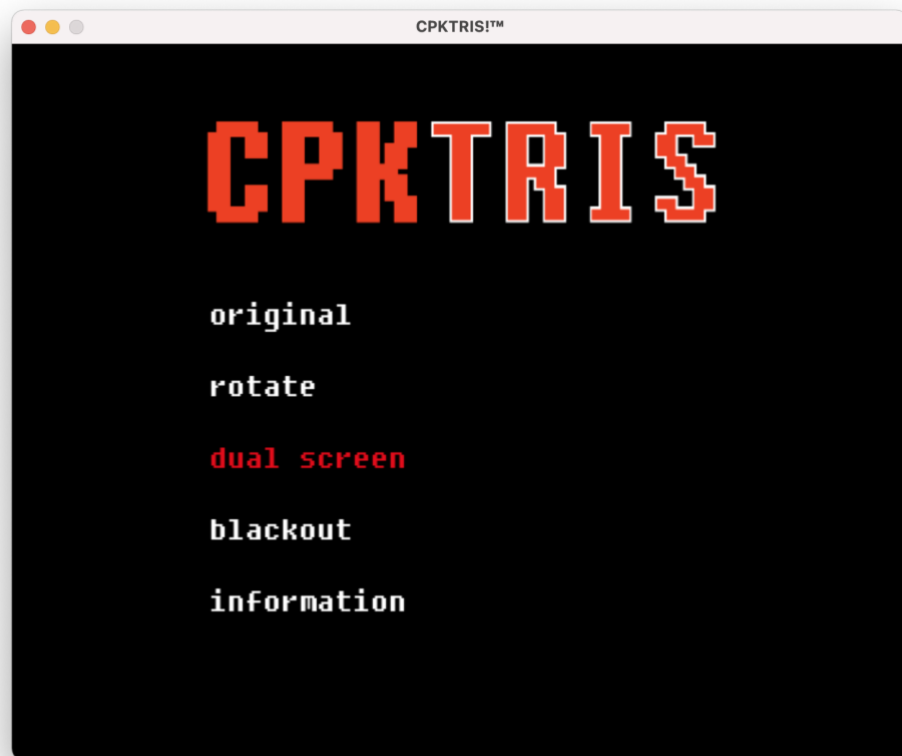 CPKTRIS!™
CPKTRIS
original
rotate
dual screen
blackout
information